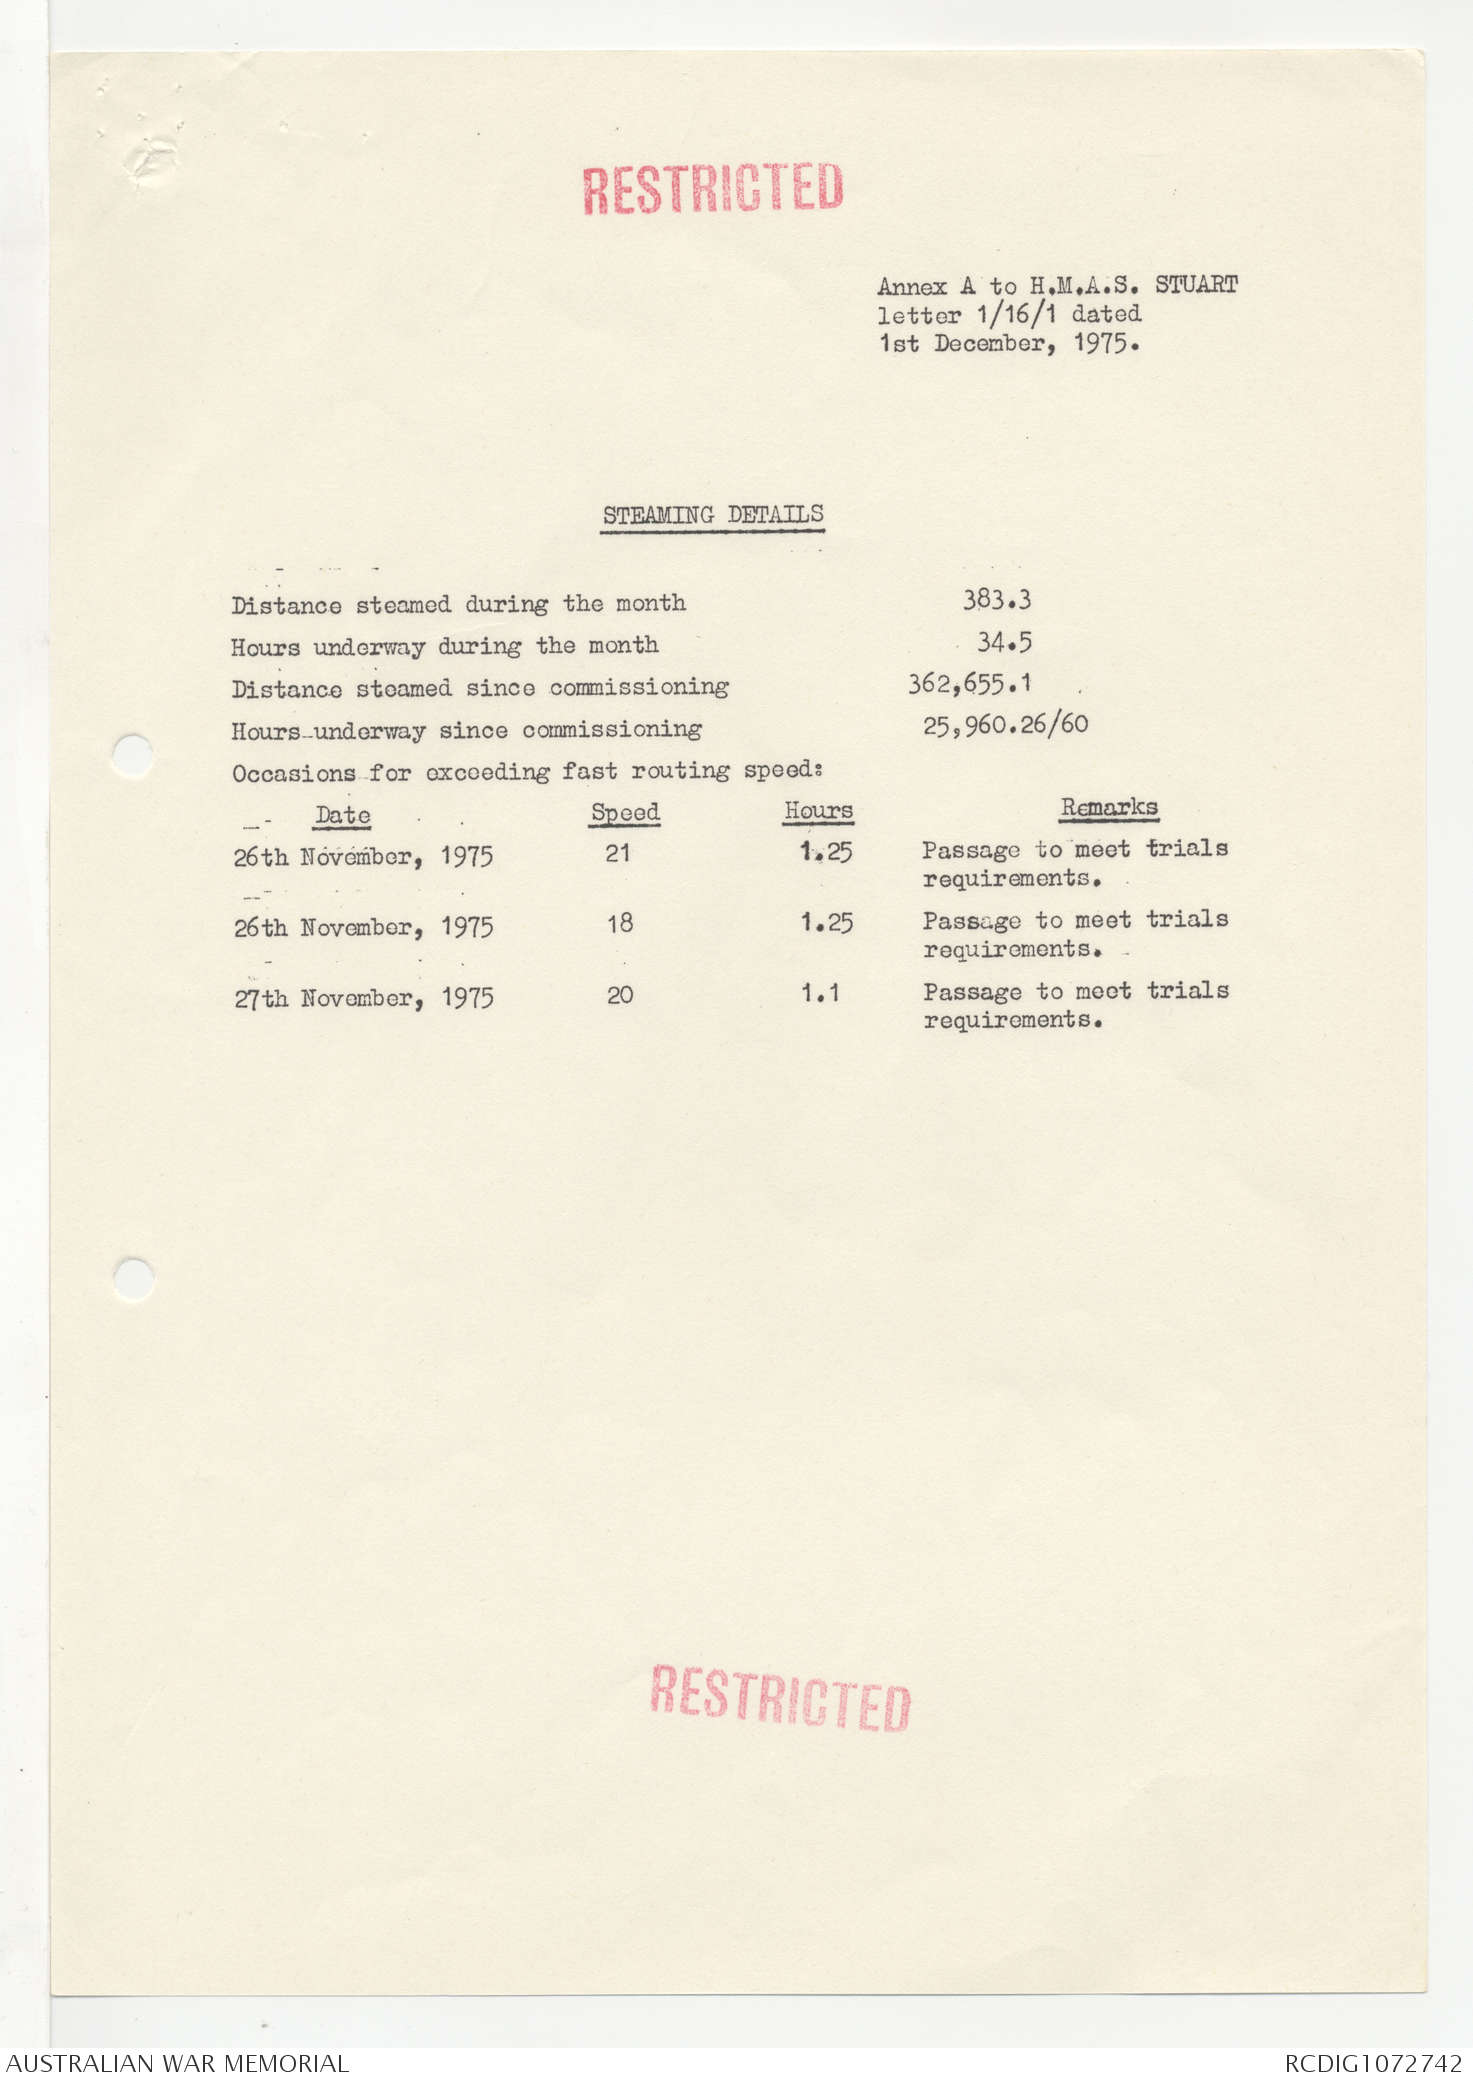 RESTRICTED
Annex A to H.M.A.S. STUART
letter 1/16/1 dated
1st December, 1975.
STEAMING DETAILS
Distance steamed during the month 383.3
Hours underway during the month 34.5
Distance steamed since commissioning 362,655.1
Hours underway since commissioning 25,960.26/60
Occasions for exceeding fast routing speed:
Date Speed Hours Remarks
26th November, 1975 21 1.25 Passage to meet trials
requirements.
26th November, 1975 18 1.25 Passage to meet trials
requirements.
27th November, 1975 20 1.1 Passage to meet trials
requirements.
RESTRICTED
AUSTRALIAN WAR MEMORIAL RCDIG1072742